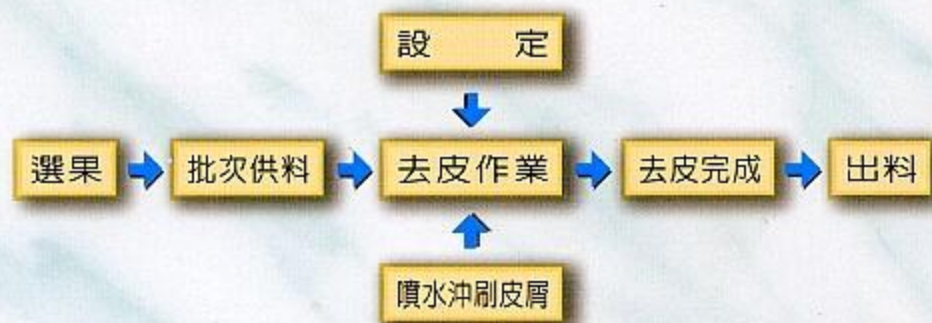 設 定
選果
批次供料
去皮作業
去皮完成
出料
噴水沖刷皮屑